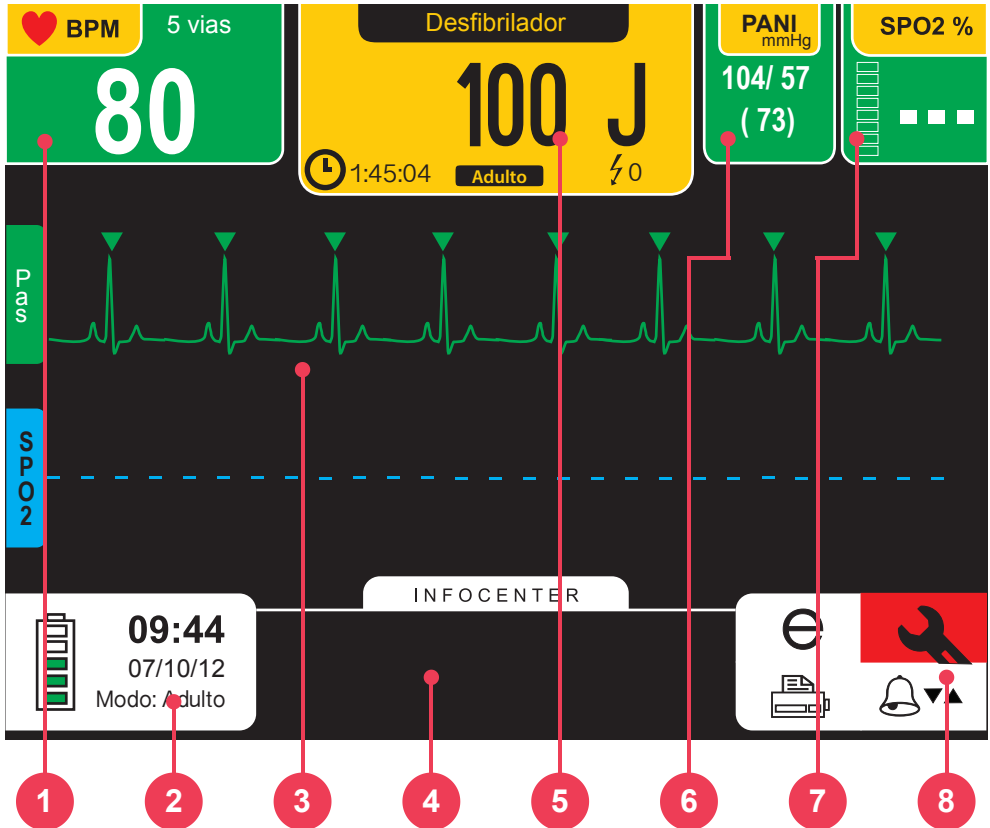 BPM
5 vias
80
Desfibrilador
100 J
1:45:04
Adulto
0
PANI
mmHg
104/ 57
( 73)
SPO2 %
---
Pas
SPO2
INFOCENTER
09:44
07/10/12
Modo: Adulto
e
1 2 3 4 5 6 7 8